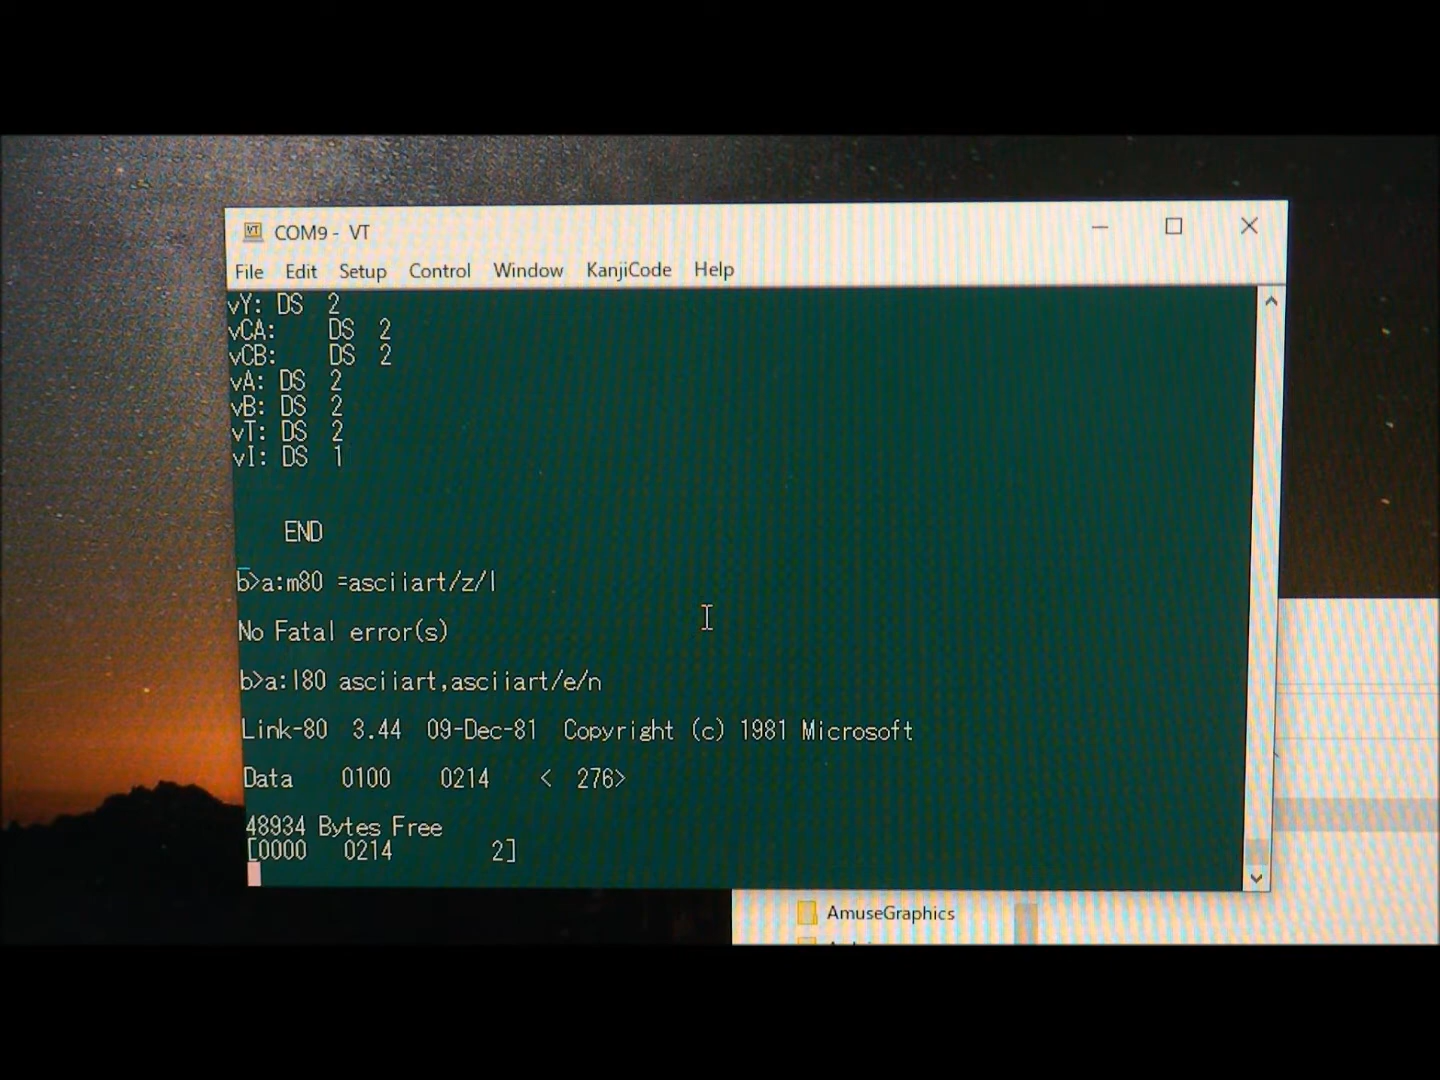 COM9 - VT
File Edit Setup Control Window KanjiCode Help
vY: DS 2
vCA: DS 2
vCB: DS 2
vA: DS 2
vB: DS 2
vT: DS 2
vI: DS 1
END
b>a:m80 =asciiart/z/l
No Fatal error(s)
b>a:l80 asciiart,asciiart/e/n
Link-80 3.44 09-Dec-81 Copyright (c) 1981 Microsoft
Data 0100 0214 < 276>
48934 Bytes Free
[0000 0214 2]
AmuseGraphics